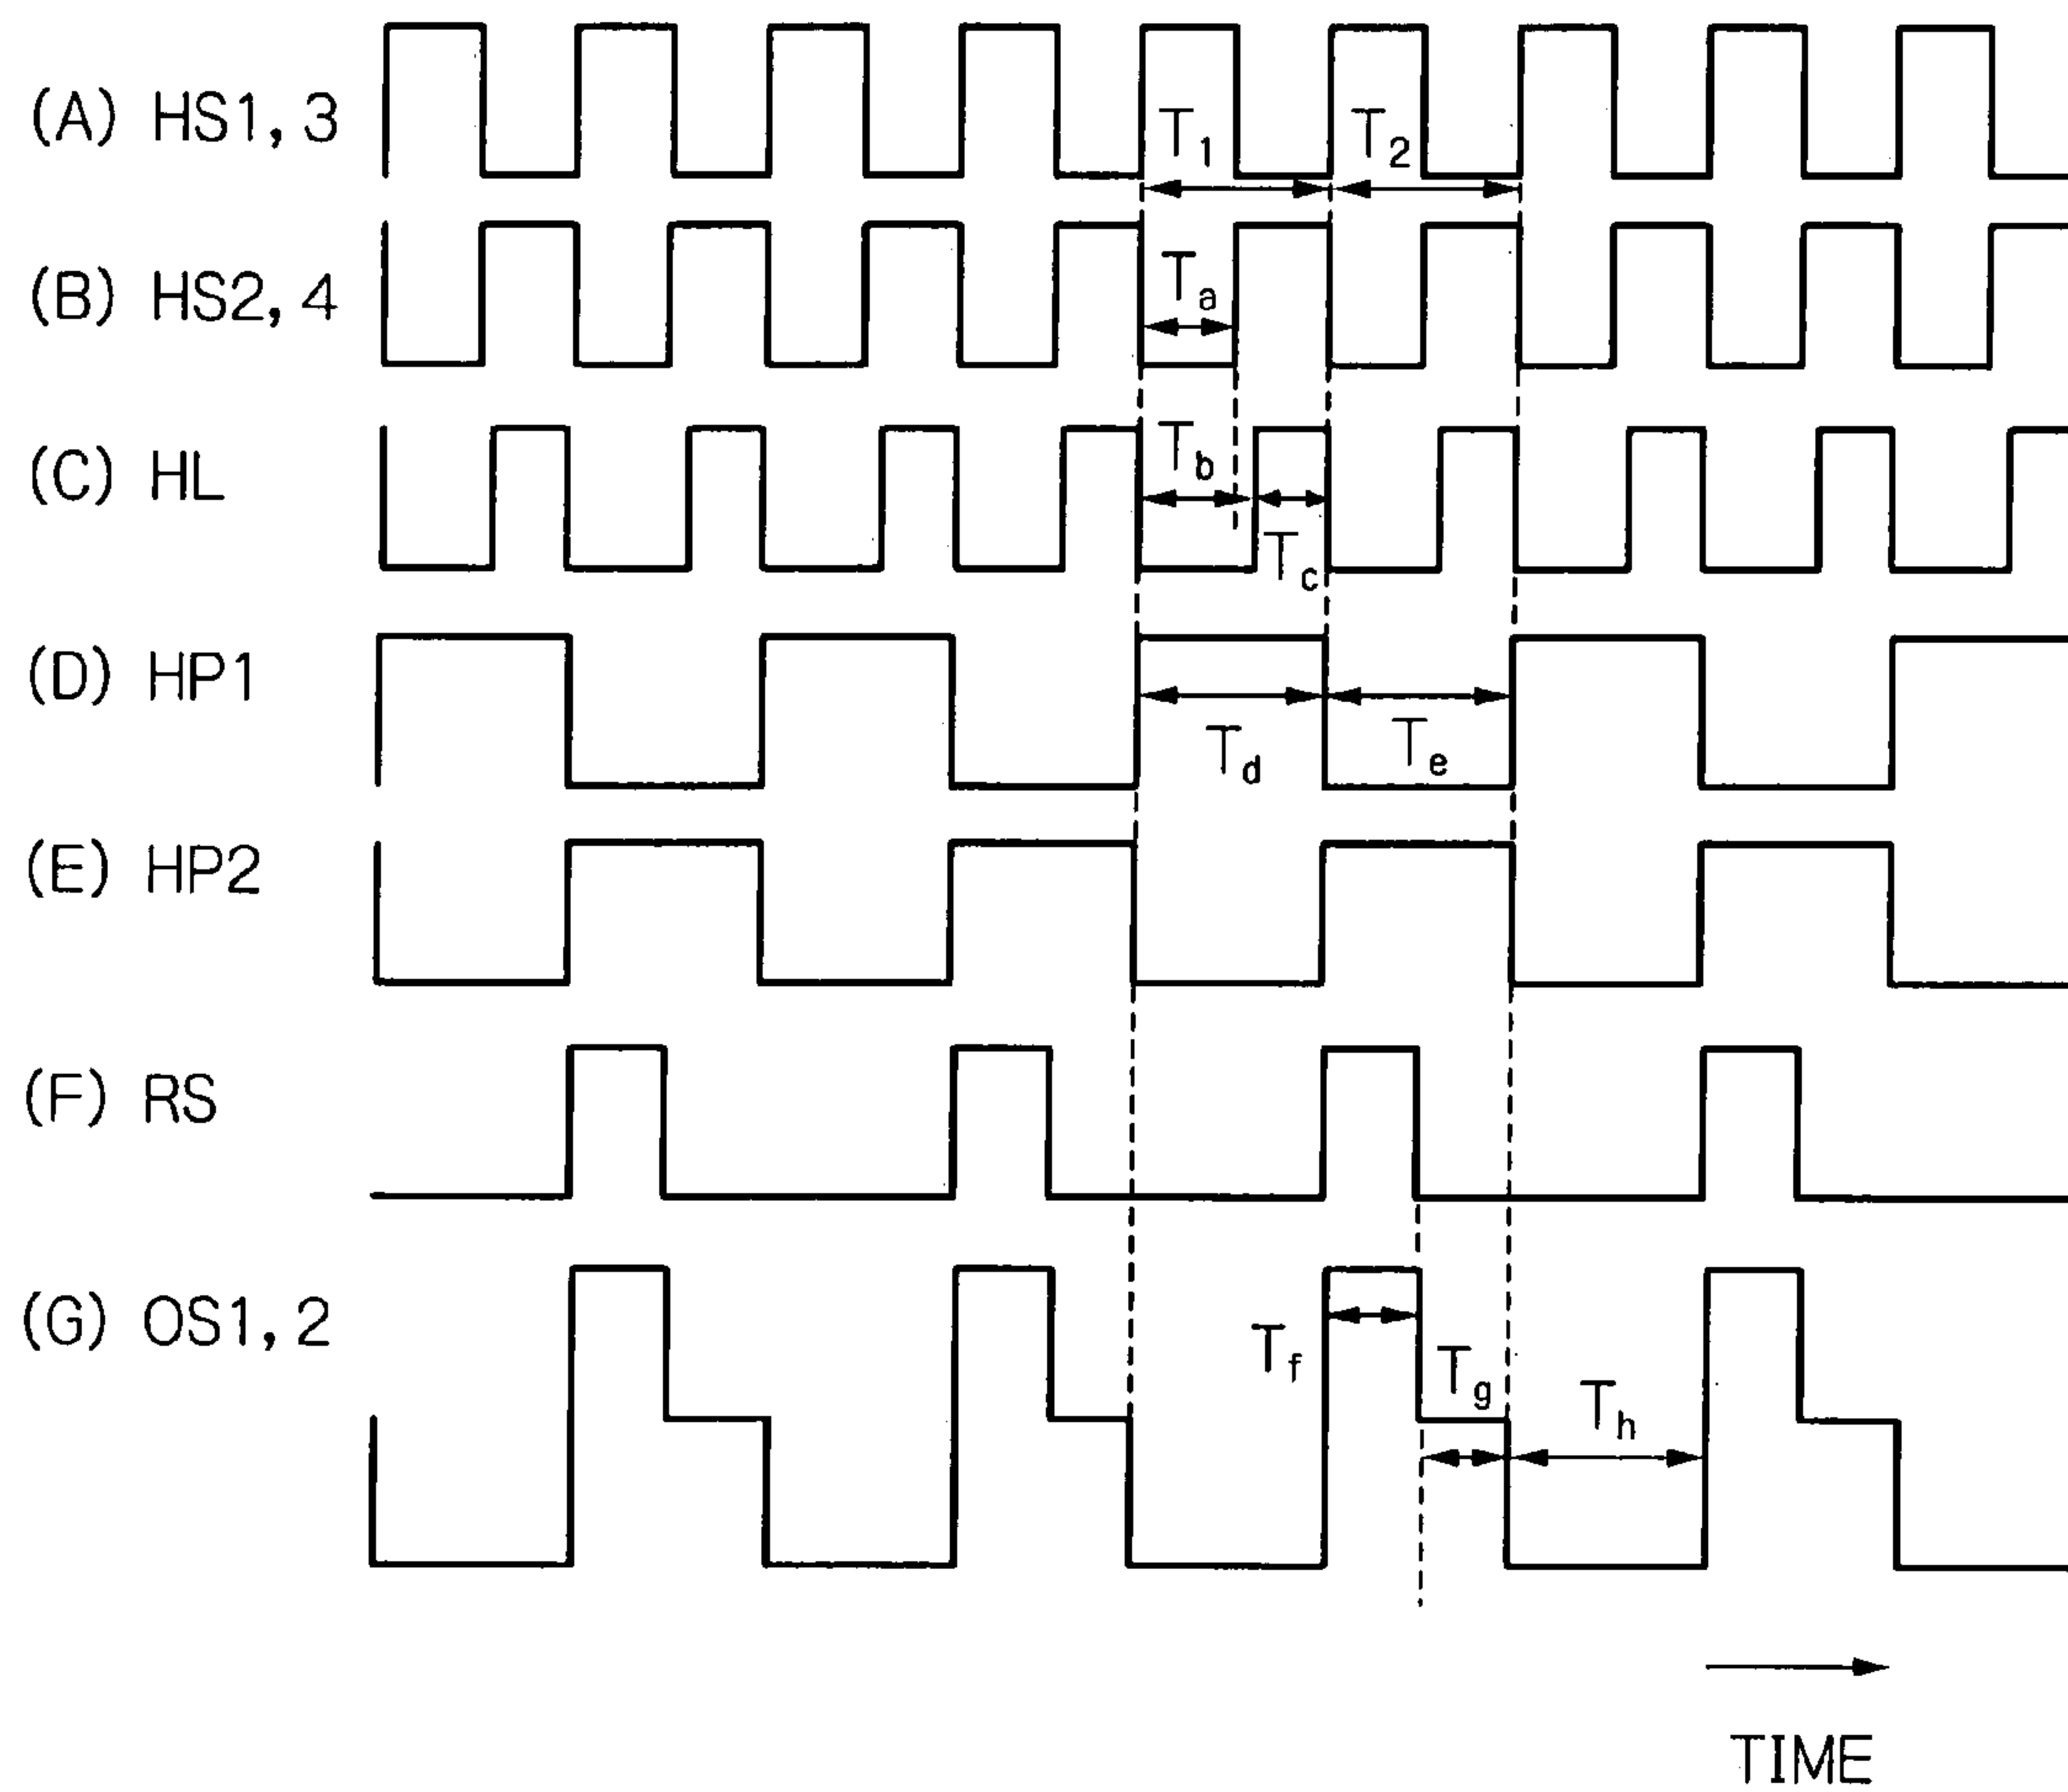 (A) HS1, 3
T1
T2
(B) HS2, 4
Ta
(C) HL
Tb
Tc
(D) HP1
Td
Te
(E) HP2
(F) RS
(G) OS1, 2
Tf
Tg
Th
TIME